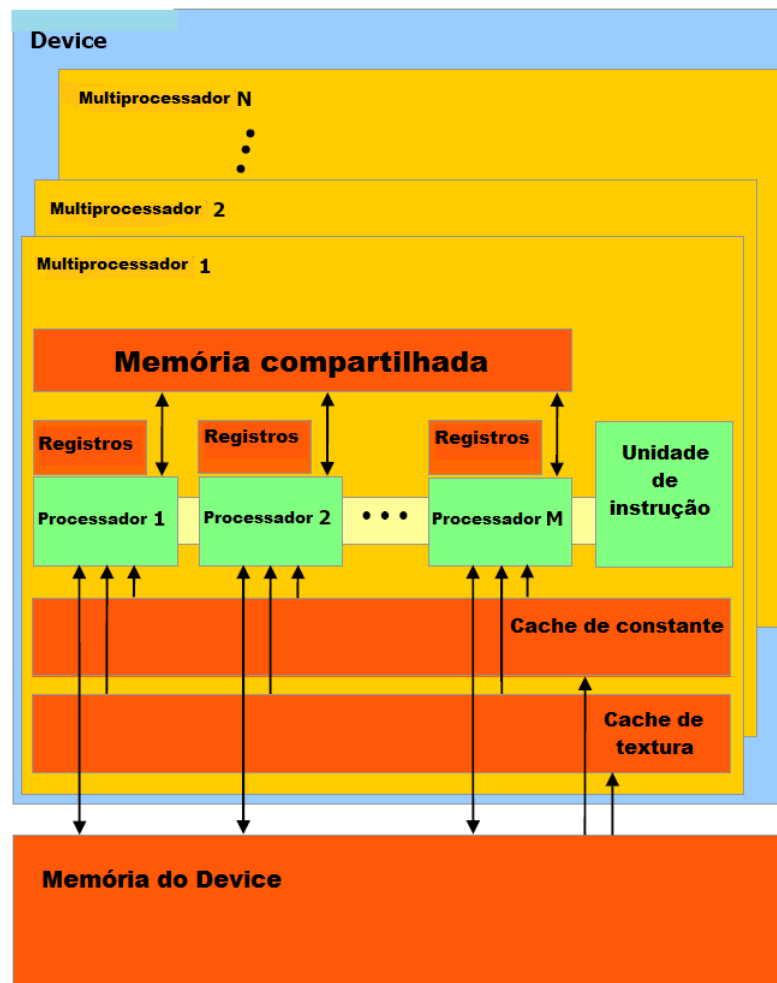 Device
Multiprocessador N
Multiprocessador 2
Multiprocessador 1
Memória compartilhada
Registros
Registros
Registros
Unidade
de
instrução
Processador 1
Processador 2
Processador M
Cache de constante
Cache de
textura
Memória do Device